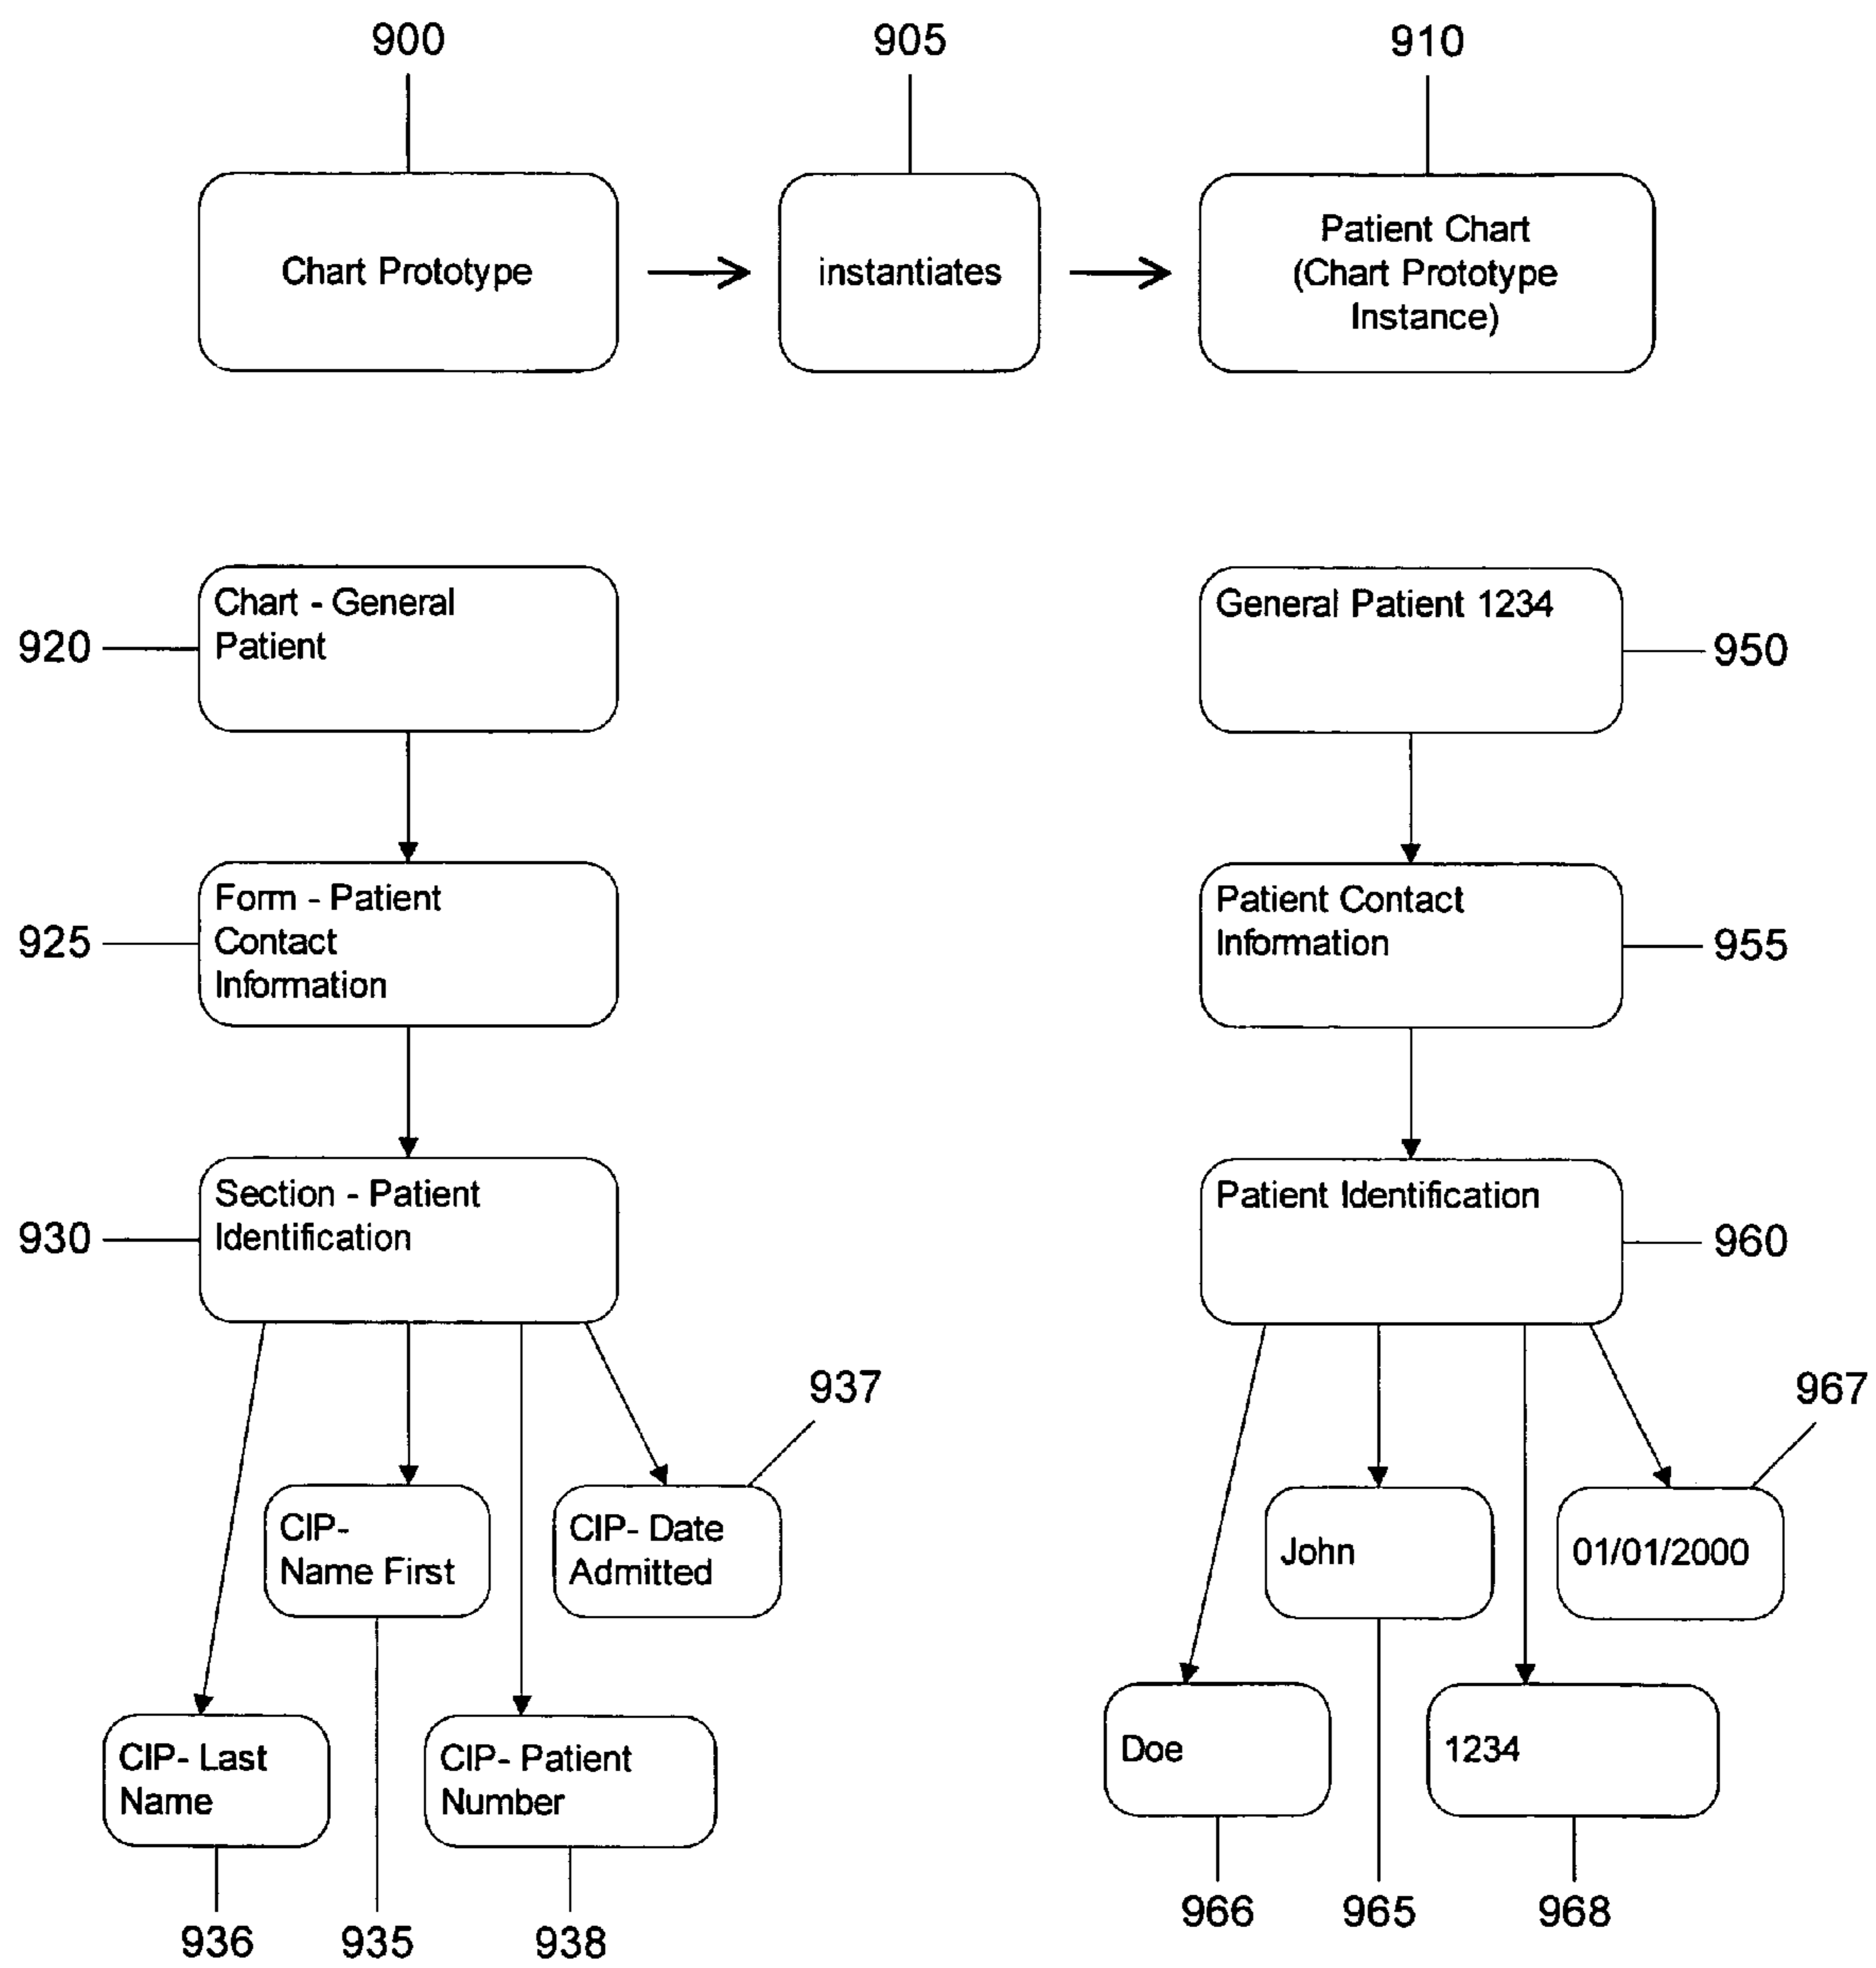 900
905
910
Chart Prototype
instantiates
Patient Chart
(Chart Prototype
Instance)
Chart - General
Patient
920
General Patient 1234
950
Form - Patient
Contact
Information
925
Patient Contact
Information
955
Section - Patient
Identification
930
Patient Identification
960
937
967
CIP-
Name First
CIP- Date
Admitted
John
01/01/2000
CIP- Last
Name
CIP- Patient
Number
Doe
1234
936
935
938
966
965
968